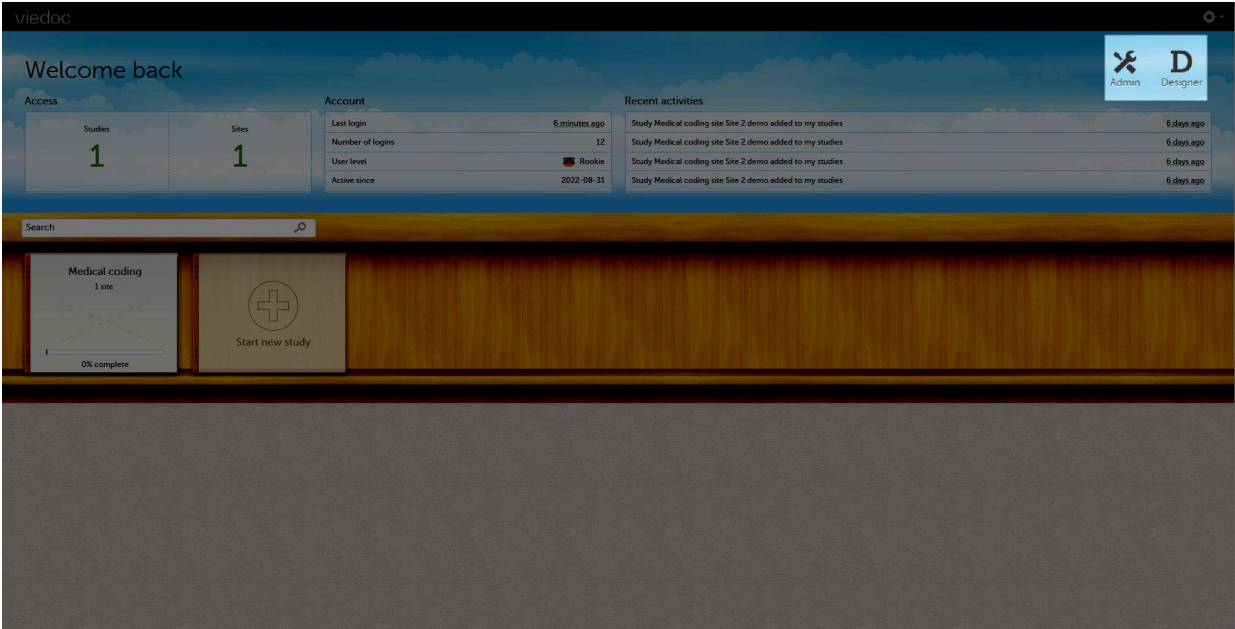 viedoc
Welcome back
Admin
D
Designer
Access
Studies
1
Sites
1
Account
Last login 6 minutes ago
Number of logins 12
User level Rookie
Active since 2022-08-31
Recent activities
Study Medical coding site Site 2 demo added to my studies 6 days ago
Study Medical coding site Site 2 demo added to my studies 6 days ago
Study Medical coding site Site 2 demo added to my studies 6 days ago
Study Medical coding site Site 2 demo added to my studies 6 days ago
Search
Medical coding
1 site
0% complete
Start new study